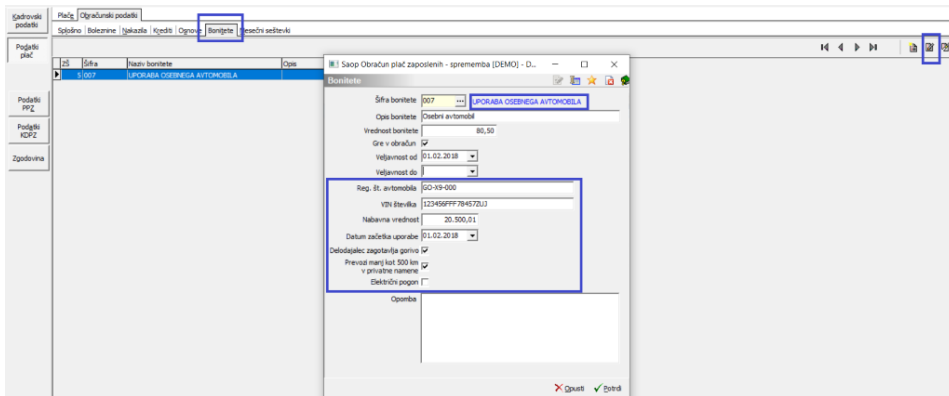 Kadrovski podatki
Podatki plač
Podatki PPZ
Podatki KDPZ
Zgodovina
Plače Obračunski podatki
Splošno Boleznine Nakazila Krediti Osnove Bonitete Mesečni seštevki
ZŠ Šifra Naziv bonitete Opis
5 007 UPORABA OSEBNEGA AVTOMOBILA
Saop Obračun plač zaposlenih - sprememba [DEMO] - D...
Bonitete
Šifra bonitete 007 ... UPORABA OSEBNEGA AVTOMOBILA
Opis bonitete Osebni avtomobil
Vrednost bonitete 80,50
Gre v obračun
Veljavnost od 01.02.2018
Veljavnost do
Reg. št. avtomobila GO-X9-000
VIN številka 123456FFF78457ZUJ
Nabavna vrednost 20.500,01
Datum začetka uporabe 01.02.2018
Delodajalec zagotavlja gorivo
Prevozi manj kot 500 km
v privatne namene
Električni pogon
Opomba
Opusti Potrdi